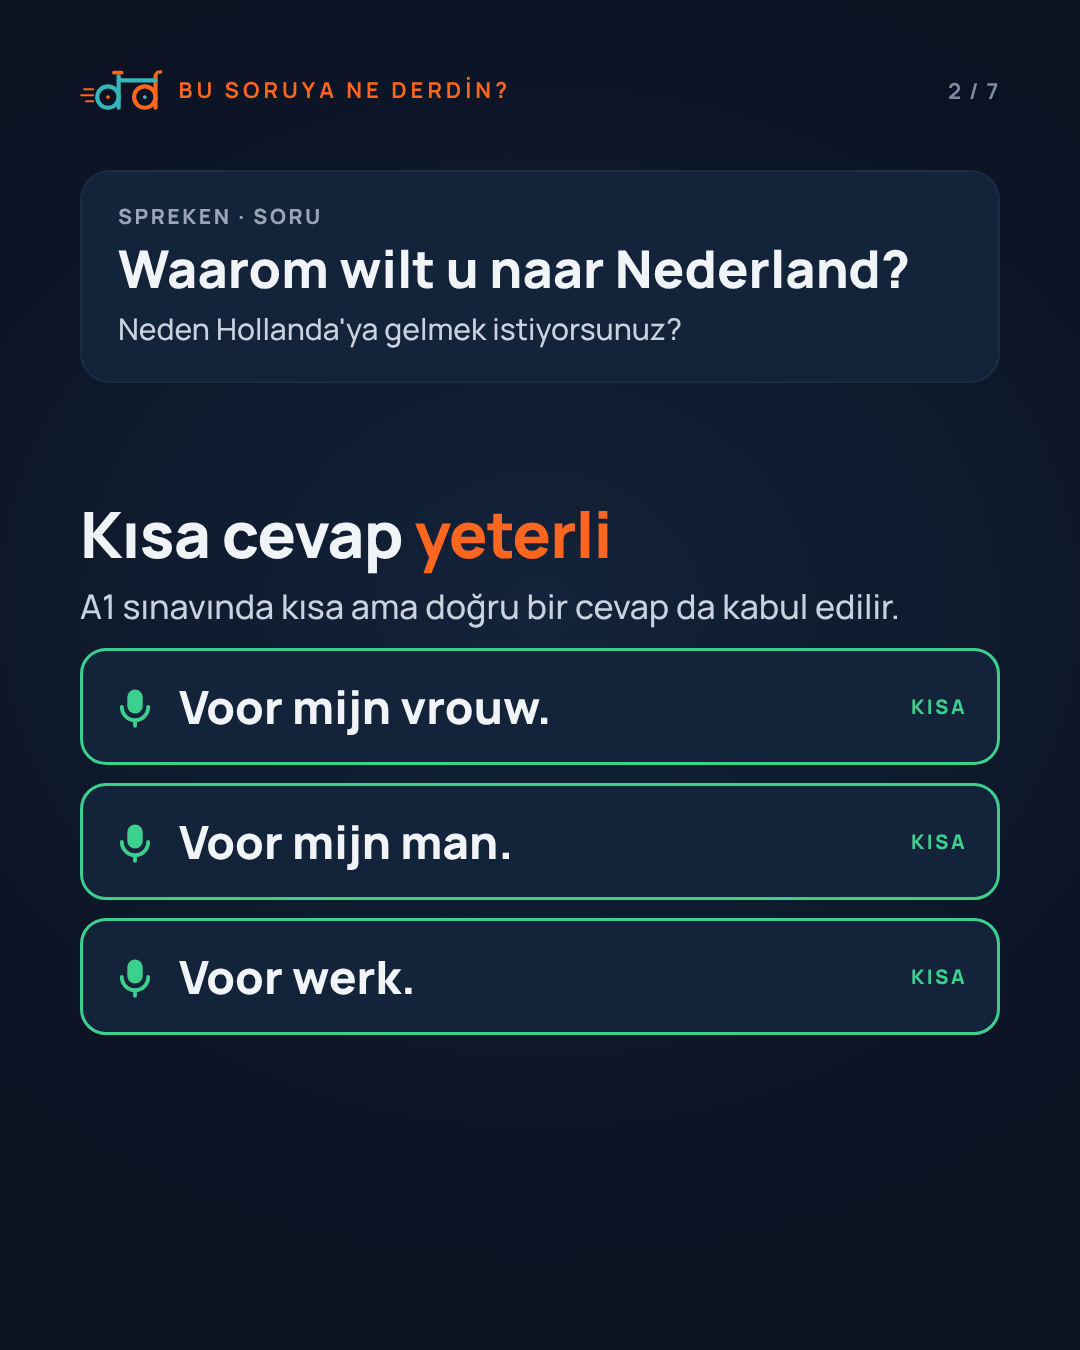 BU SORUYA NE DERDİN?
2 / 7
SPREKEN · SORU
Waarom wilt u naar Nederland?
Neden Hollanda'ya gelmek istiyorsunuz?
Kısa cevap yeterli
A1 sınavında kısa ama doğru bir cevap da kabul edilir.
Voor mijn vrouw.
KISA
Voor mijn man.
KISA
Voor werk.
KISA